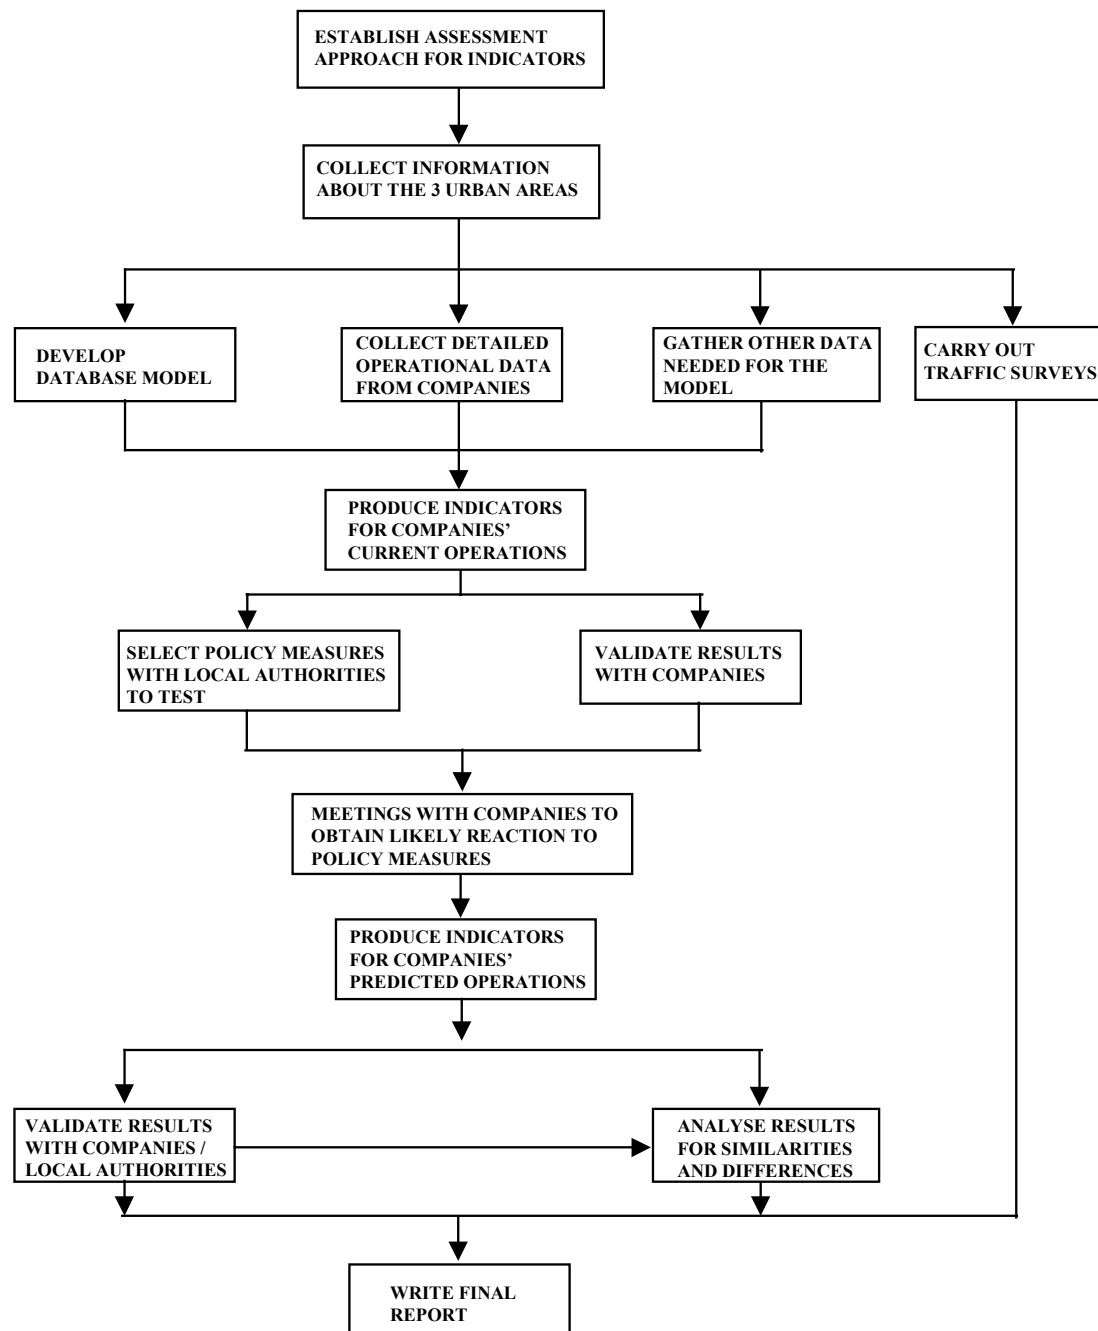 ESTABLISH ASSESSMENT
APPROACH FOR INDICATORS
COLLECT INFORMATION
ABOUT THE 3 URBAN AREAS
DEVELOP
DATABASE MODEL
COLLECT DETAILED
OPERATIONAL DATA
FROM COMPANIES
GATHER OTHER DATA
NEEDED FOR THE
MODEL
CARRY OUT
TRAFFIC SURVEYS
PRODUCE INDICATORS
FOR COMPANIES’
CURRENT OPERATIONS
SELECT POLICY MEASURES
WITH LOCAL AUTHORITIES
TO TEST
VALIDATE RESULTS
WITH COMPANIES
MEETINGS WITH COMPANIES TO
OBTAIN LIKELY REACTION TO
POLICY MEASURES
PRODUCE INDICATORS
FOR COMPANIES’
PREDICTED OPERATIONS
VALIDATE RESULTS
WITH COMPANIES /
LOCAL AUTHORITIES
ANALYSE RESULTS
FOR SIMILARITIES
AND DIFFERENCES
WRITE FINAL
REPORT